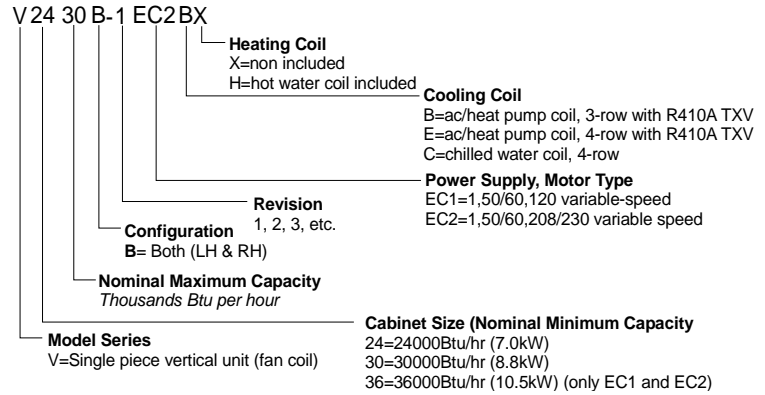 V 24 30 B-1 EC2 BX
Heating Coil
X=non included
H=hot water coil included
Cooling Coil
B=ac/heat pump coil, 3-row with R410A TXV
E=ac/heat pump coil, 4-row with R410A TXV
C=chilled water coil, 4-row
Power Supply, Motor Type
EC1=1,50/60,120 variable-speed
EC2=1,50/60,208/230 variable speed
Revision
1, 2, 3, etc.
Configuration
B= Both (LH & RH)
Nominal Maximum Capacity
Thousands Btu per hour
Cabinet Size (Nominal Minimum Capacity
24=24000Btu/hr (7.0kW)
30=30000Btu/hr (8.8kW)
36=36000Btu/hr (10.5kW) (only EC1 and EC2)
Model Series
V=Single piece vertical unit (fan coil)